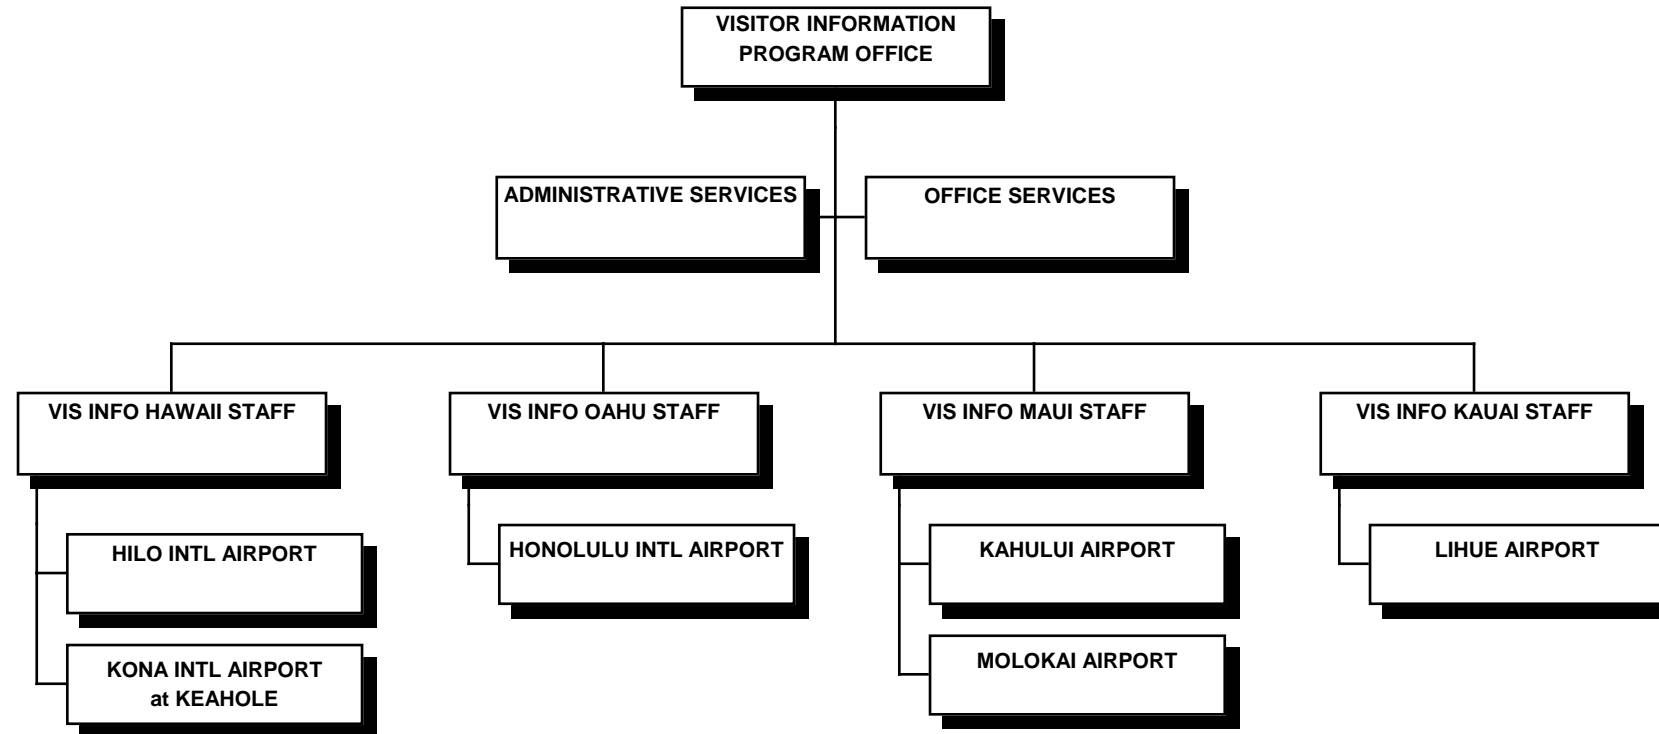 VISITOR INFORMATION
PROGRAM OFFICE
ADMINISTRATIVE SERVICES
OFFICE SERVICES
VIS INFO HAWAII STAFF
VIS INFO OAHU STAFF
VIS INFO MAUI STAFF
VIS INFO KAUAI STAFF
HILO INTL AIRPORT
HONOLULU INTL AIRPORT
KAHULUI AIRPORT
LIHUE AIRPORT
KONA INTL AIRPORT
at KEAHOLE
MOLOKAI AIRPORT